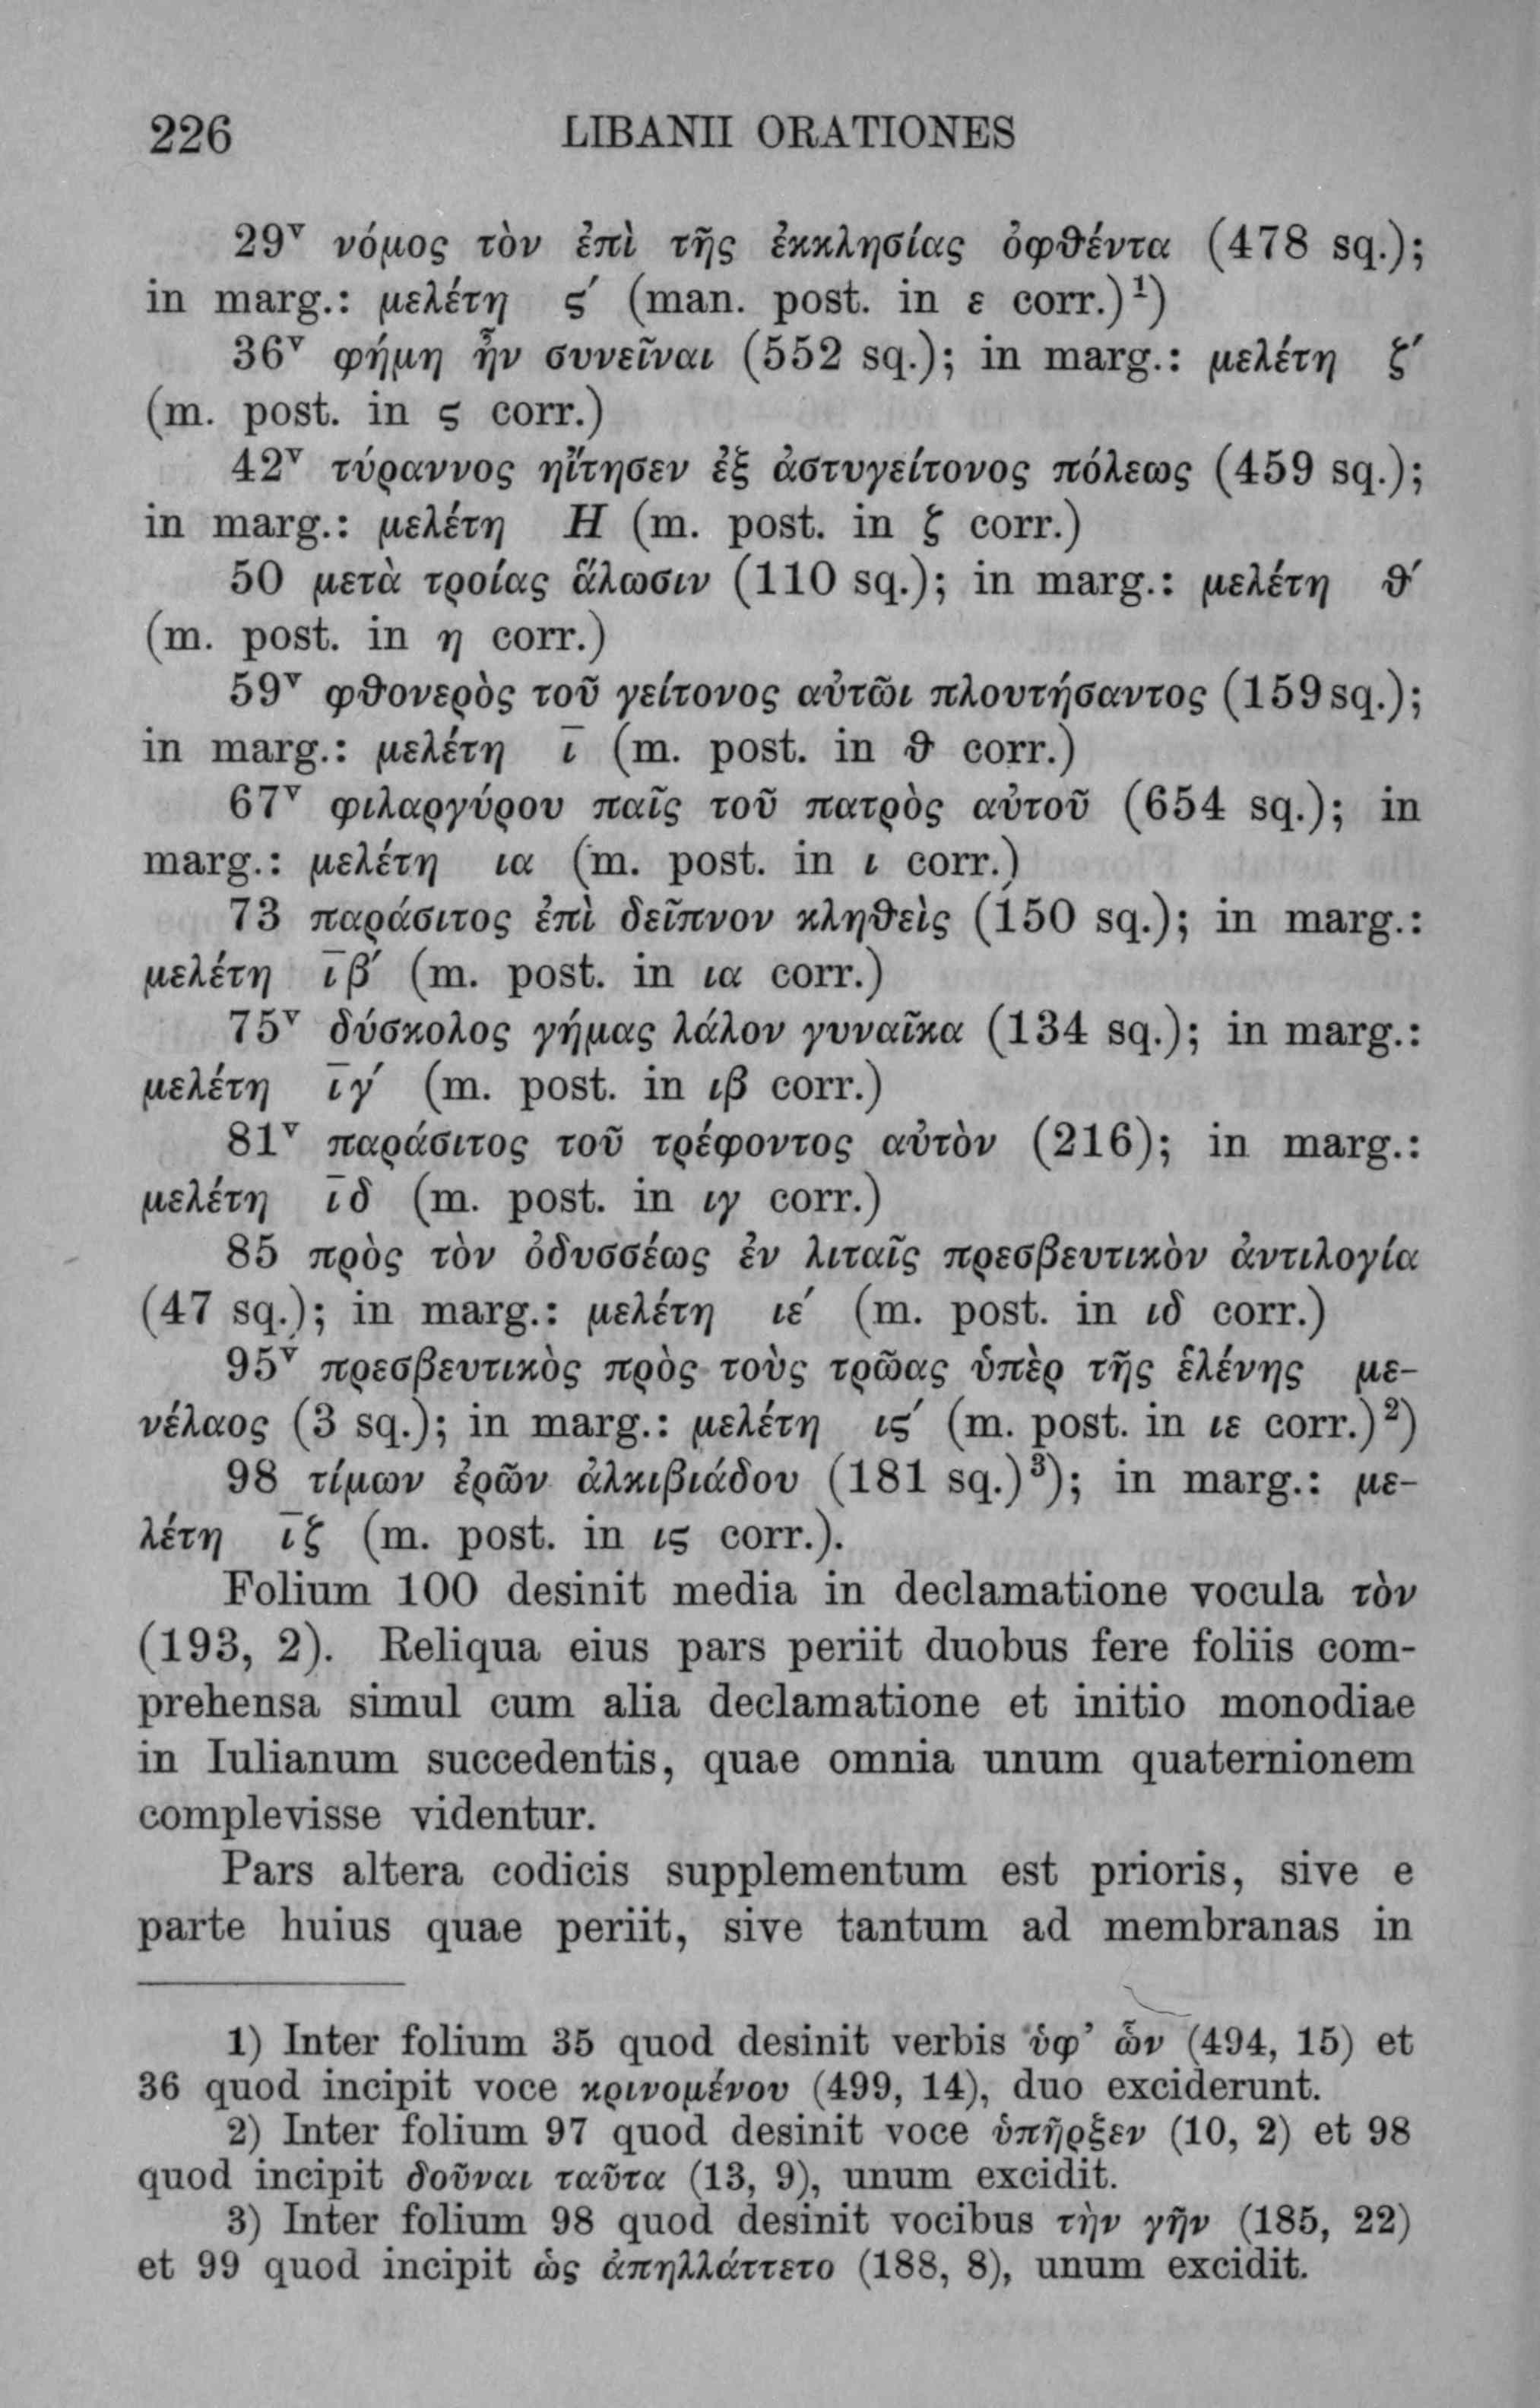 226 LIBANII ORATIONES
29ᵛ νόμος τὸν ἐπὶ τῆς ἐκκλησίας ὀφθέντα (478 sq.);
in marg.: μελέτη ϛ´ (man. post. in ε corr.)¹)
36ᵛ φήμη ἦν συνεῖναι (552 sq.); in marg.: μελέτη ζ´
(m. post. in ϛ corr.)
42ᵛ τύραννος ηἴτησεν ἐξ ἀστυγείτονος πόλεως (459 sq.);
in marg.: μελέτη Η (m. post. in ζ corr.)
50 μετὰ τροίας ἅλωσιν (110 sq.); in marg.: μελέτη ϑ´
(m. post. in η corr.)
59ᵛ φθονερὸς τοῦ γείτονος αὐτῶι πλουτήσαντος (159 sq.);
in marg.: μελέτη ῑ (m. post. in ϑ corr.)
67ᵛ φιλαργύρου παῖς τοῦ πατρὸς αὐτοῦ (654 sq.); in
marg.: μελέτη ια (m. post. in ι corr.)
73 παράσιτος ἐπὶ δεῖπνον κληθεὶς (150 sq.); in marg.:
μελέτη ῑβ´ (m. post. in ια corr.)
75ᵛ δύσκολος γήμας λάλον γυναῖκα (134 sq.); in marg.:
μελέτη ῑγ´ (m. post. in ιβ corr.)
81ᵛ παράσιτος τοῦ τρέφοντος αὐτὸν (216); in marg.:
μελέτη ῑδ (m. post. in ιγ corr.)
85 πρὸς τὸν ὀδυσσέως ἐν λιταῖς πρεσβευτικὸν ἀντιλογία
(47 sq.); in marg.: μελέτη ιε´ (m. post. in ιδ corr.)
95ᵛ πρεσβευτικὸς πρὸς τοὺς τρῶας ὑπὲρ τῆς ἑλένης με-
νέλαος (3 sq.); in marg.: μελέτη ιϛ´ (m. post. in ιε corr.)²)
98 τίμων ἐρῶν ἀλκιβιάδου (181 sq.)³); in marg.: με-
λέτη ῑζ (m. post. in ιϛ corr.).
Folium 100 desinit media in declamatione vocula τὸν
(193, 2). Reliqua eius pars periit duobus fere foliis com-
prehensa simul cum alia declamatione et initio monodiae
in Iulianum succedentis, quae omnia unum quaternionem
complevisse videntur.
Pars altera codicis supplementum est prioris, sive e
parte huius quae periit, sive tantum ad membranas in
1) Inter folium 35 quod desinit verbis ὑφ’ ὧν (494, 15) et
36 quod incipit voce κρινομένου (499, 14), duo exciderunt.
2) Inter folium 97 quod desinit voce ὑπῆρξεν (10, 2) et 98
quod incipit δοῦναι ταῦτα (13, 9), unum excidit.
3) Inter folium 98 quod desinit vocibus τὴν γῆν (185, 22)
et 99 quod incipit ὡς ἀπηλλάττετο (188, 8), unum excidit.